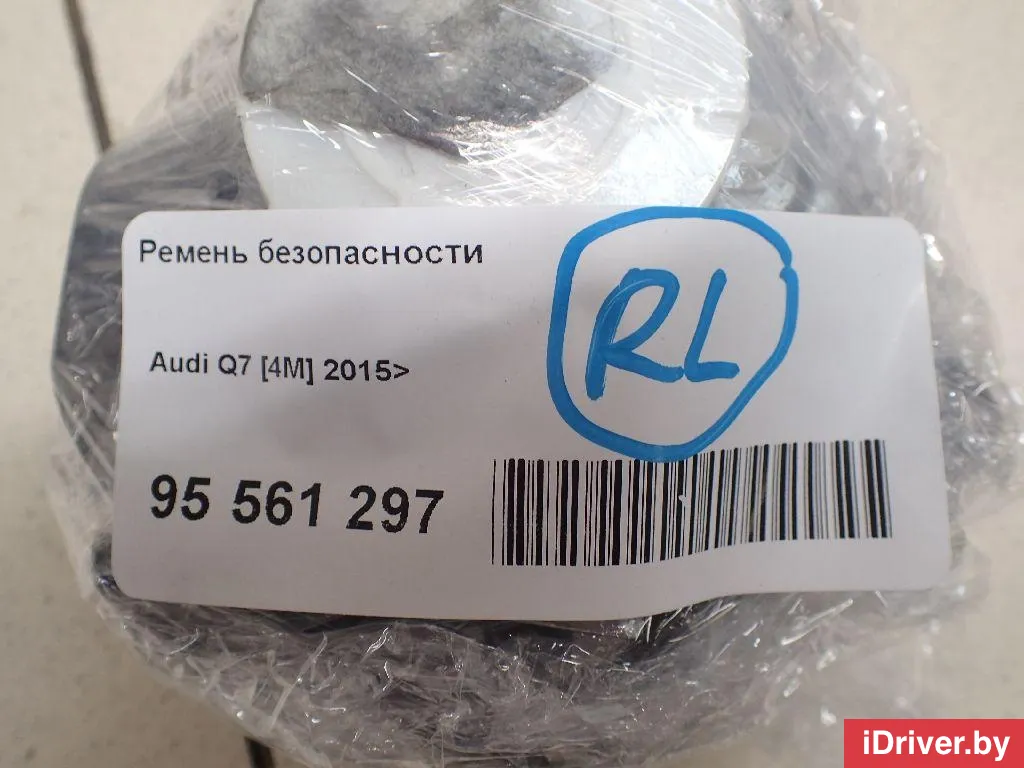 Ремень безопасности
RL
Audi Q7 [4M] 2015>
95 561 297
iDriver.by